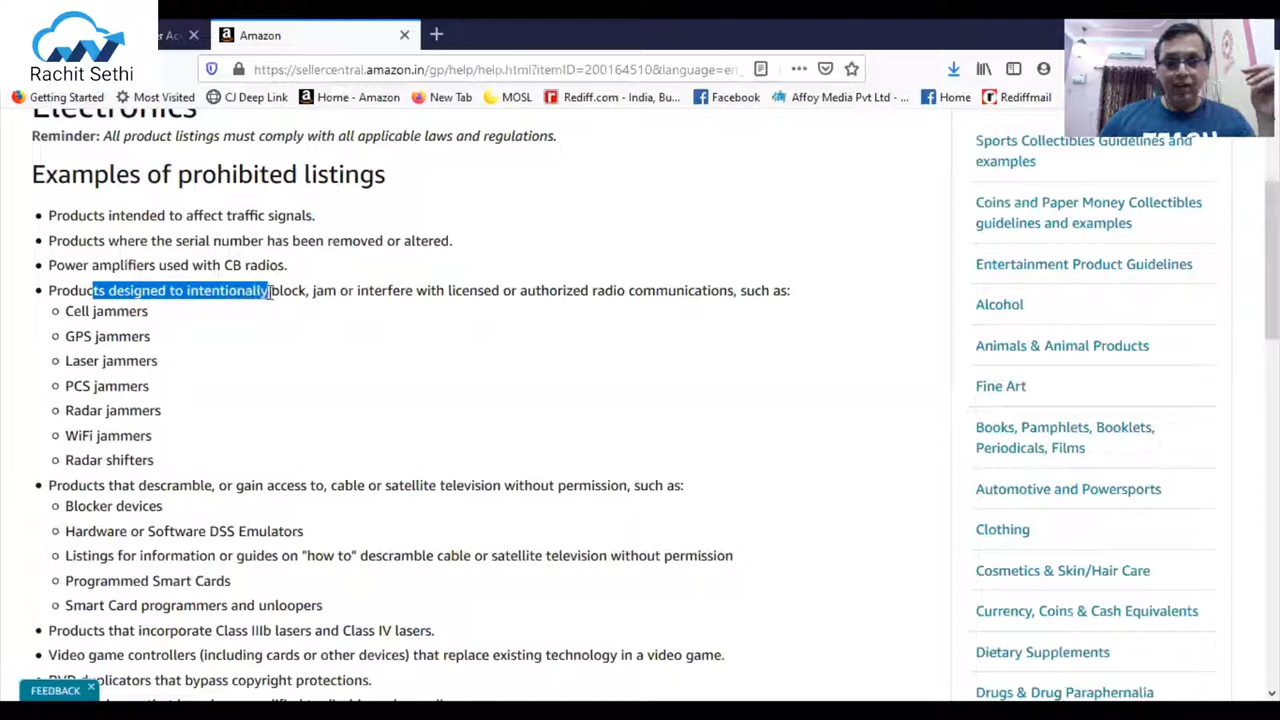 Rachit Sethi
Amazon
https://sellercentral.amazon.in/gp/help/help.html?itemID=200164510&language=en_
Getting Started
Most Visited
CJ Deep Link
Home - Amazon
New Tab
MOSL
Rediff.com - India, Bu...
Facebook
Affoy Media Pvt Ltd - ...
Home
Rediffmail
Electronics
Reminder: All product listings must comply with all applicable laws and regulations.
Examples of prohibited listings
Products intended to affect traffic signals.
Products where the serial number has been removed or altered.
Power amplifiers used with CB radios.
Products designed to intentionally block, jam or interfere with licensed or authorized radio communications, such as:
Cell jammers
GPS jammers
Laser jammers
PCS jammers
Radar jammers
WiFi jammers
Radar shifters
Products that descramble, or gain access to, cable or satellite television without permission, such as:
Blocker devices
Hardware or Software DSS Emulators
Listings for information or guides on "how to" descramble cable or satellite television without permission
Programmed Smart Cards
Smart Card programmers and unloopers
Products that incorporate Class IIIb lasers and Class IV lasers.
Video game controllers (including cards or other devices) that replace existing technology in a video game.
DVD duplicators that bypass copyright protections.
FEEDBACK
Sports Collectibles Guidelines and
examples
Coins and Paper Money Collectibles
guidelines and examples
Entertainment Product Guidelines
Alcohol
Animals & Animal Products
Fine Art
Books, Pamphlets, Booklets,
Periodicals, Films
Automotive and Powersports
Clothing
Cosmetics & Skin/Hair Care
Currency, Coins & Cash Equivalents
Dietary Supplements
Drugs & Drug Paraphernalia